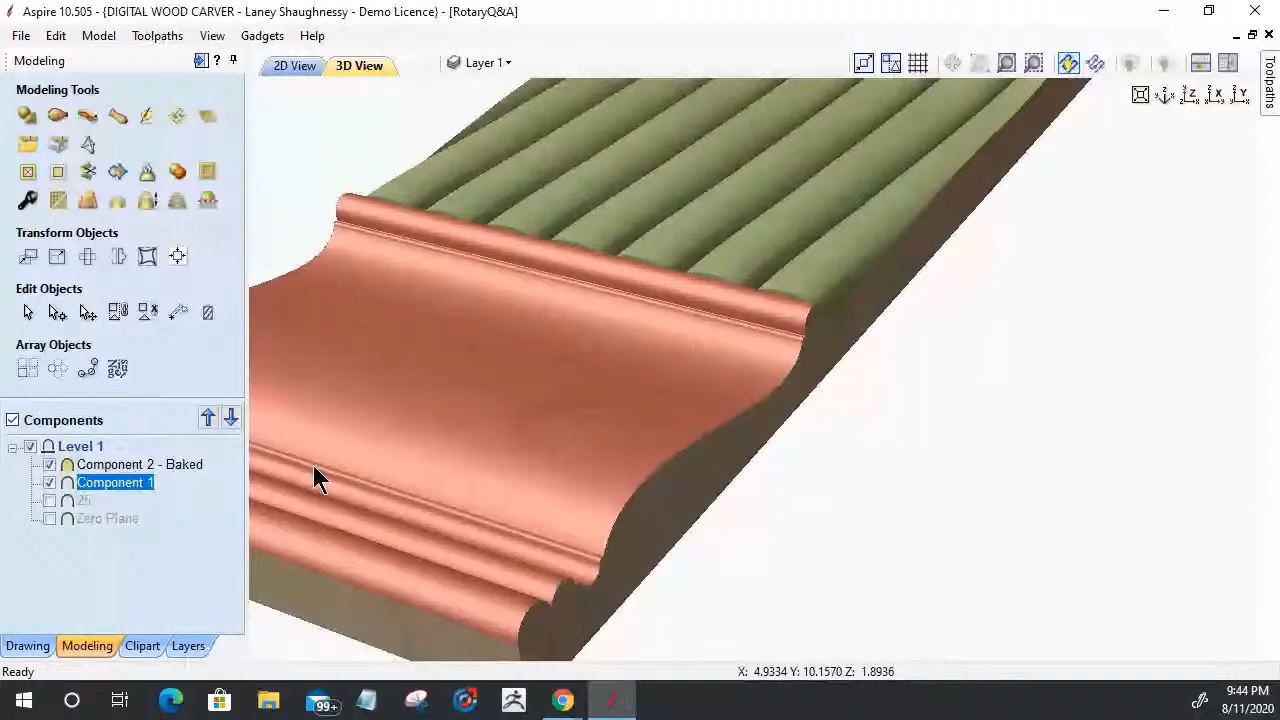 Aspire 10.505 - {DIGITAL WOOD CARVER - Laney Shaughnessy - Demo Licence} - [RotaryQ&A]
File Edit Model Toolpaths View Gadgets Help
Modeling
2D View 3D View Layer 1
Toolpaths
Modeling Tools
Transform Objects
Edit Objects
Array Objects
Components
Level 1
Component 2 - Baked
Component 1
25
Zero Plane
Drawing Modeling Clipart Layers
Ready X: 4.9334 Y: 10.1570 Z: 1.8936
99+
9:44 PM
8/11/2020